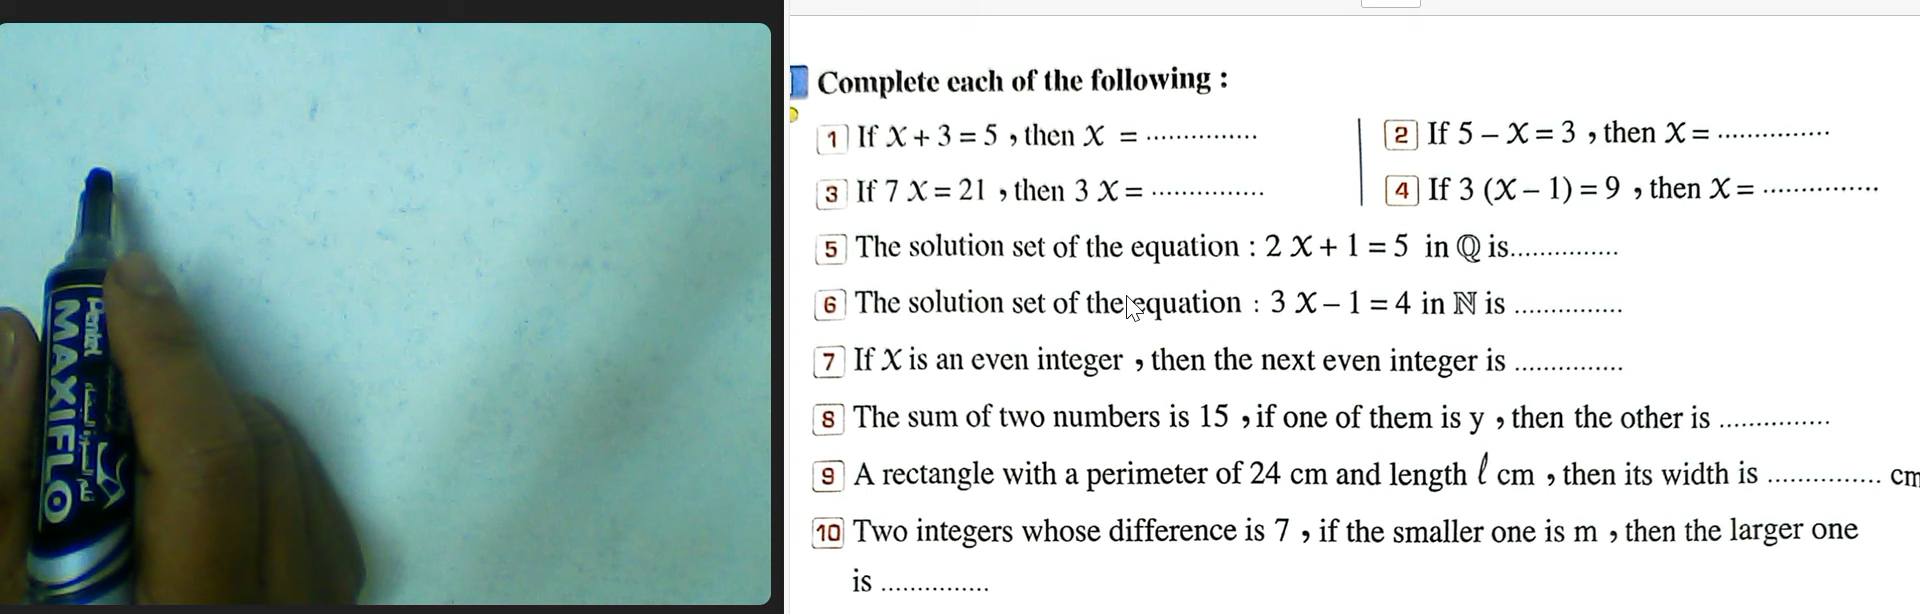 Pentel
MAXIFLO
Complete each of the following :
1 If X + 3 = 5 , then X = ...............
2 If 5 – X = 3 , then X = ...............
3 If 7 X = 21 , then 3 X = ...............
4 If 3 (X – 1) = 9 , then X = ...............
5 The solution set of the equation : 2 X + 1 = 5 in ℚ is...............
6 The solution set of the equation : 3 X – 1 = 4 in ℕ is ...............
7 If X is an even integer , then the next even integer is ...............
8 The sum of two numbers is 15 , if one of them is y , then the other is ...............
9 A rectangle with a perimeter of 24 cm and length ℓ cm , then its width is ............... cm
10 Two integers whose difference is 7 , if the smaller one is m , then the larger one
is ...............